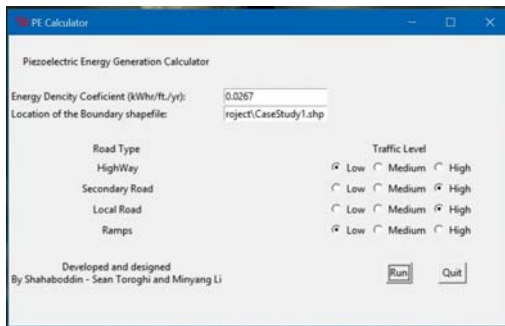 PE Calculator
Piezoelectric Energy Generation Calculator
Energy Dencity Coeficient (kWhr/ft./yr): 0.0267
Location of the Boundary shapefile: roject\CaseStudy1.shp
Road Type Traffic Level
HighWay Low Medium High
Secondary Road Low Medium High
Local Road Low Medium High
Ramps Low Medium High
Developed and designed
By Shahaboddin - Sean Toroghi and Minyang Li
Run Quit